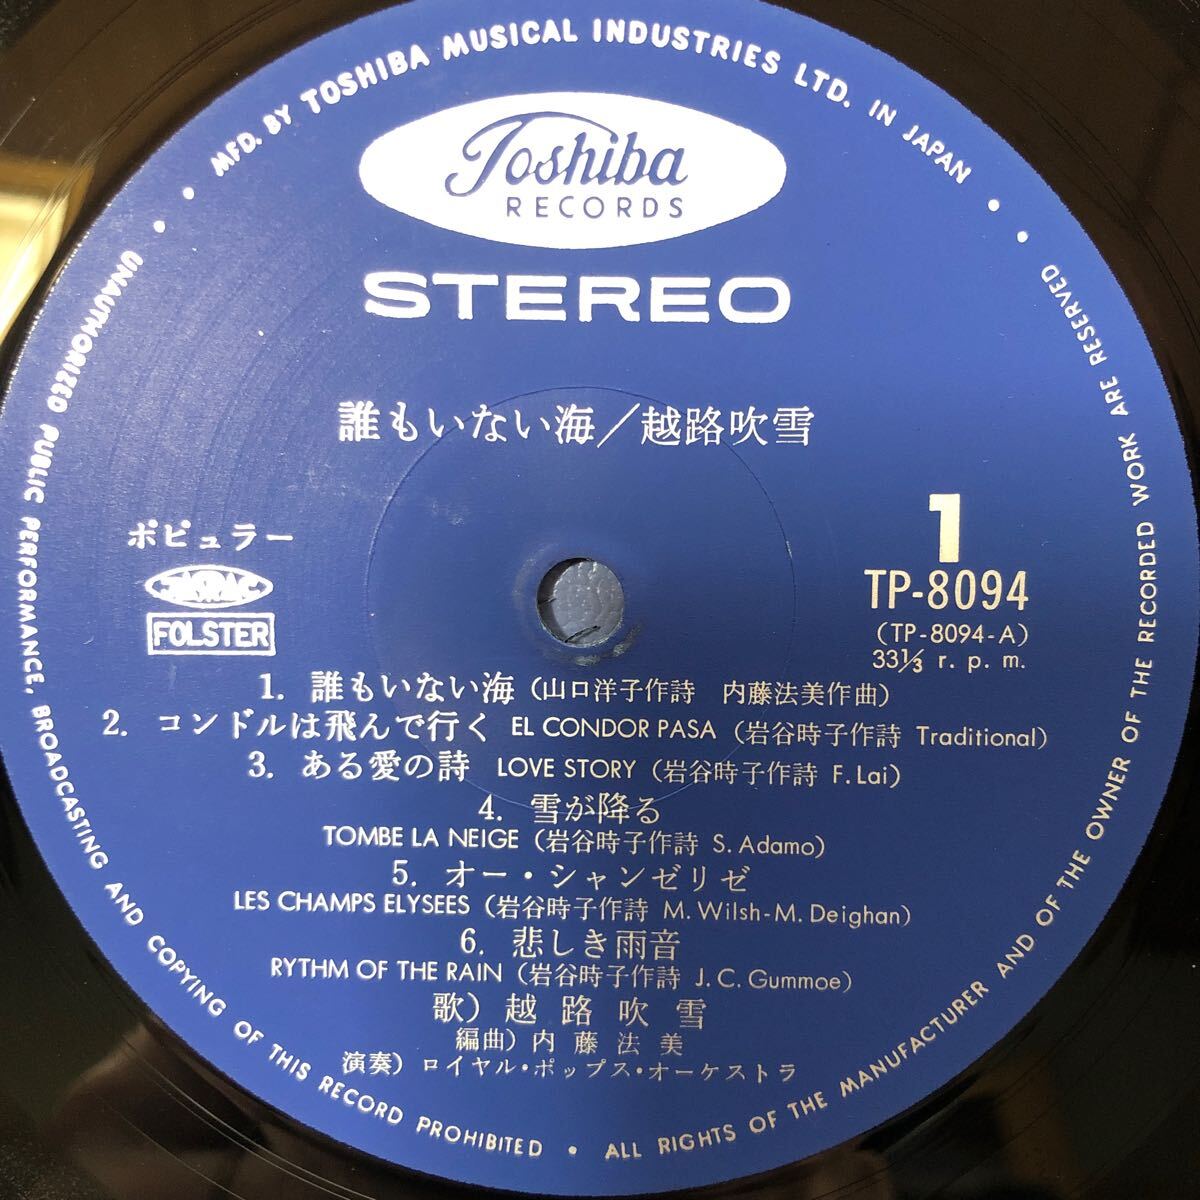 MFD. BY TOSHIBA MUSICAL INDUSTRIES LTD. IN JAPAN
Toshiba
RECORDS
STEREO
誰もいない海／越路吹雪
ポピュラー
JASRAC
FOLSTER
1
TP-8094
(TP-8094-A)
33⅓ r. p. m.
1. 誰もいない海 (山口洋子作詩 内藤法美作曲)
2. コンドルは飛んで行く EL CONDOR PASA (岩谷時子作詩 Traditional)
3. ある愛の詩 LOVE STORY (岩谷時子作詩 F. Lai)
4. 雪が降る
TOMBE LA NEIGE (岩谷時子作詩 S. Adamo)
5. オー・シャンゼリゼ
LES CHAMPS ELYSEES (岩谷時子作詩 M. Wilsh-M. Deighan)
6. 悲しき雨音
RYTHM OF THE RAIN (岩谷時子作詩 J. C. Gummoe)
歌) 越路吹雪
編曲) 内藤法美
演奏) ロイヤル・ポップス・オーケストラ
UNAUTHORIZED PUBLIC PERFORMANCE, BROADCASTING AND COPYING OF THIS RECORD PROHIBITED • ALL RIGHTS OF THE MANUFACTURER AND OF THE OWNER OF THE RECORDED WORK ARE RESERVED